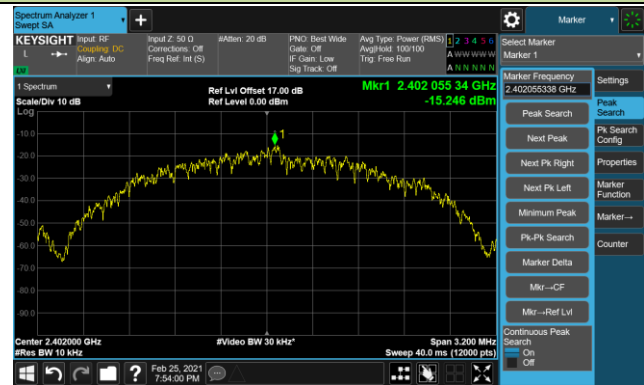 Spectrum Analyzer 1
Swept SA
Marker
KEYSIGHT
L
Input: RF
Coupling: DC
Align: Auto
Input Z: 50 Ω
Corrections: Off
Freq Ref: Int (S)
#Atten: 20 dB
PNO: Best Wide
Gate: Off
IF Gain: Low
Sig Track: Off
Avg Type: Power (RMS)
Avg|Hold: 100/100
Trig: Free Run
1 2 3 4 5 6
A W W W W W
A N N N N N
Select Marker
Marker 1
1 Spectrum
Scale/Div 10 dB
Log
Ref Lvl Offset 17.00 dB
Ref Level 0.00 dBm
Mkr1 2.402 055 34 GHz
-15.246 dBm
1
-10.0
-20.0
-30.0
-40.0
-50.0
-60.0
-70.0
-80.0
-90.0
Center 2.402000 GHz
#Res BW 10 kHz
#Video BW 30 kHz*
Span 3.200 MHz
Sweep 40.0 ms (12000 pts)
Marker Frequency
2.402055338 GHz
Peak Search
Next Peak
Next Pk Right
Next Pk Left
Minimum Peak
Pk-Pk Search
Marker Delta
Mkr→CF
Mkr→Ref Lvl
Continuous Peak
Search
On
Off
Settings
Peak
Search
Pk Search
Config
Properties
Marker
Function
Marker→
Counter
?
Feb 25, 2021
7:54:00 PM